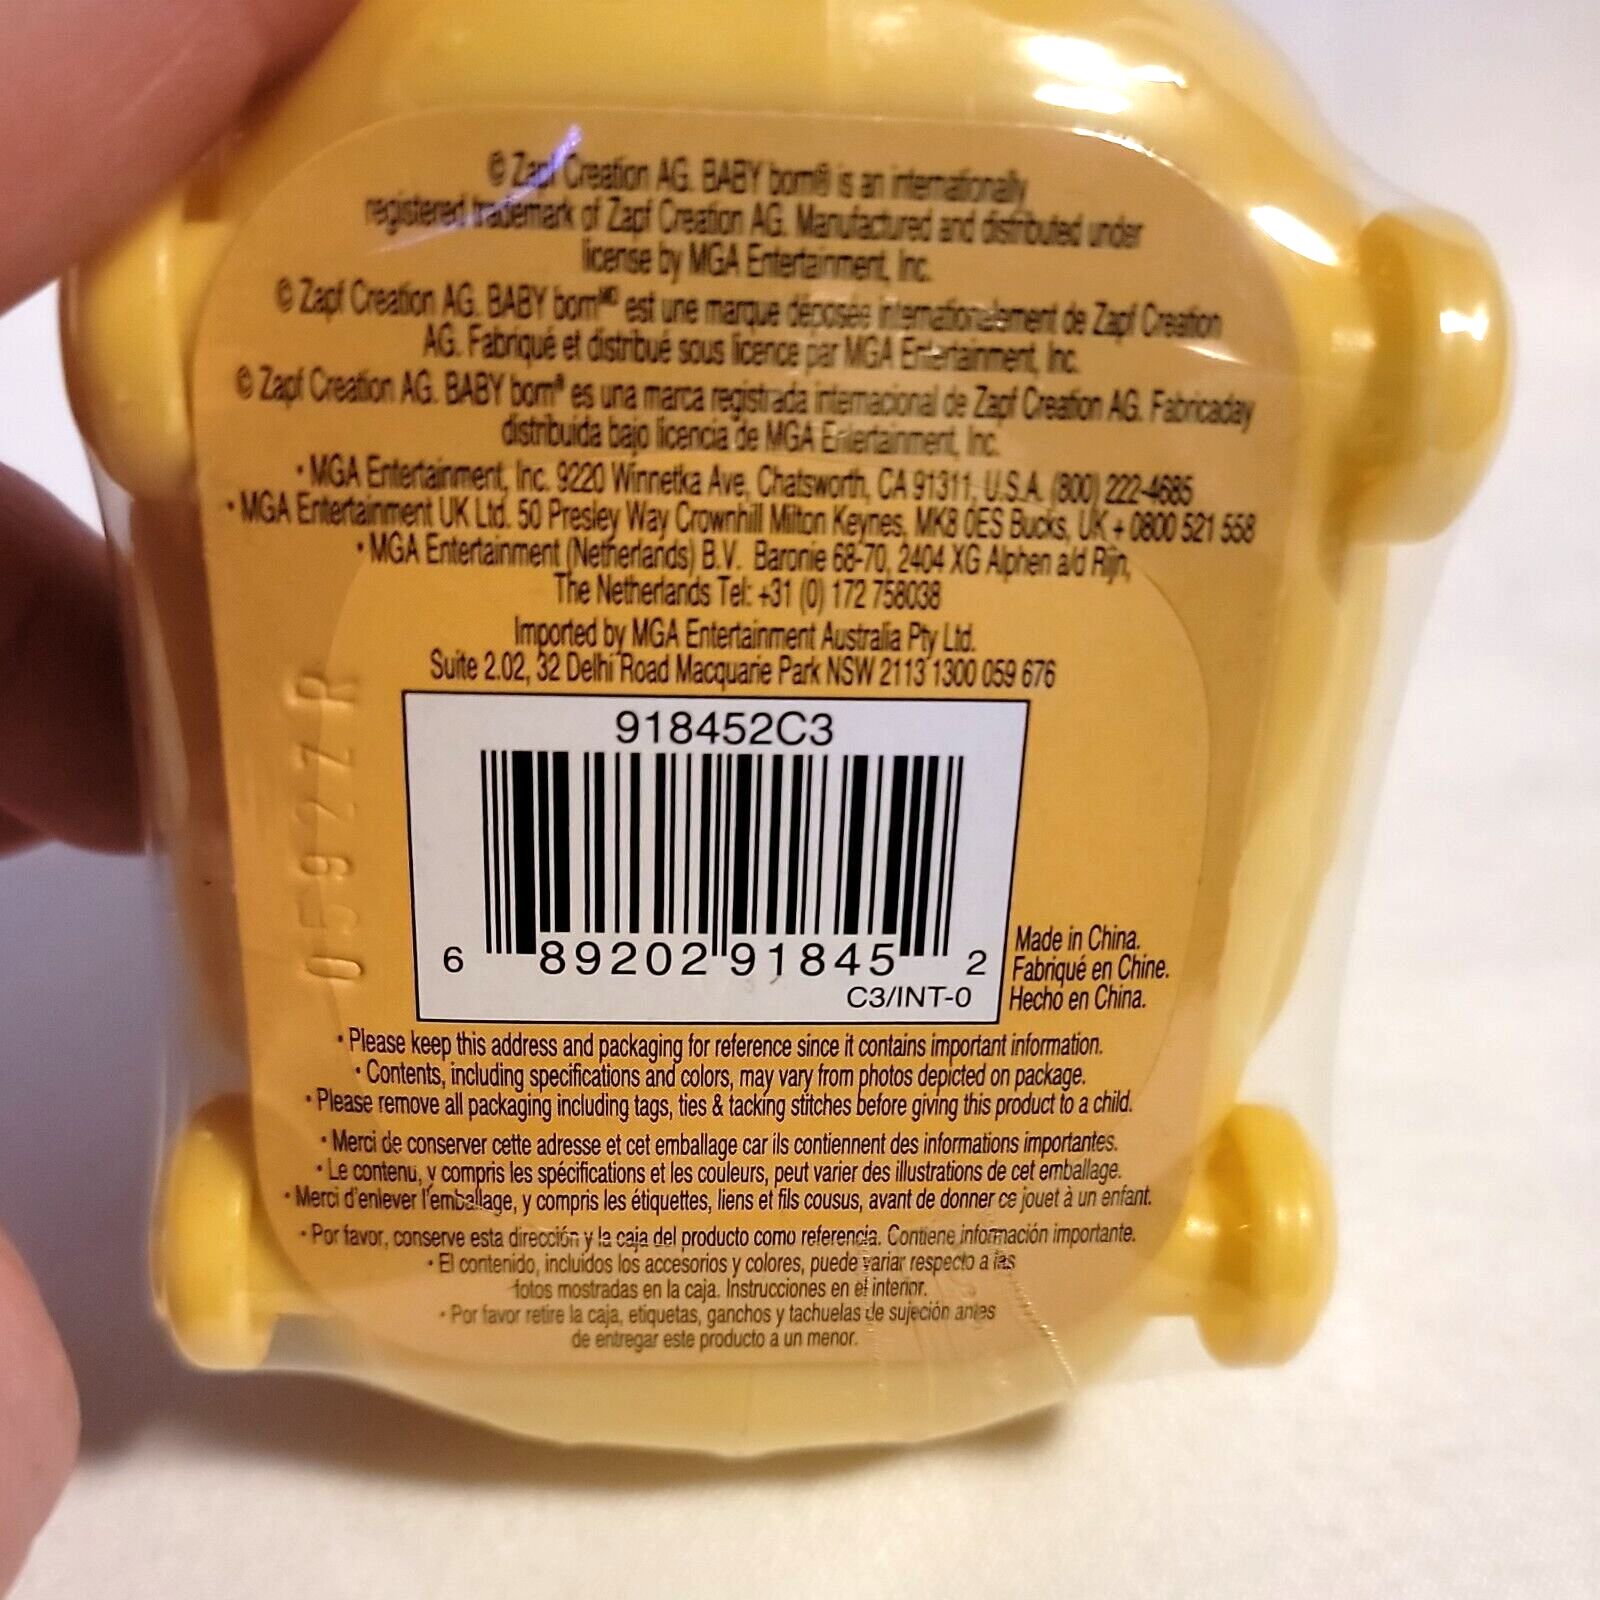 © Zapf Creation AG. BABY born® is an internationally
registered trademark of Zapf Creation AG. Manufactured and distributed under
license by MGA Entertainment, Inc.
© Zapf Creation AG. BABY bornᴹᴰ est une marque déposée internationalement de Zapf Creation
AG. Fabriqué et distribué sous licence par MGA Entertainment, Inc.
© Zapf Creation AG. BABY born® es una marca registrada internacional de Zapf Creation AG. Fabricaday
distribuida bajo licencia de MGA Entertainment, Inc.
• MGA Entertainment, Inc. 9220 Winnetka Ave, Chatsworth, CA 91311, U.S.A. (800) 222-4685
• MGA Entertainment UK Ltd. 50 Presley Way Crownhill Milton Keynes, MK8 0ES Bucks, UK + 0800 521 558
• MGA Entertainment (Netherlands) B.V. Baronie 68-70, 2404 XG Alphen a/d Rijn,
The Netherlands Tel: +31 (0) 172 758038
Imported by MGA Entertainment Australia Pty Ltd.
Suite 2.02, 32 Delhi Road Macquarie Park NSW 2113 1300 059 676
0592ZR
918452C3
6 89202 91845 2
C3/INT-0
Made in China.
Fabriqué en Chine.
Hecho en China.
• Please keep this address and packaging for reference since it contains important information.
• Contents, including specifications and colors, may vary from photos depicted on package.
• Please remove all packaging including tags, ties & tacking stitches before giving this product to a child.
• Merci de conserver cette adresse et cet emballage car ils contiennent des informations importantes.
• Le contenu, y compris les spécifications et les couleurs, peut varier des illustrations de cet emballage.
• Merci d'enlever l'emballage, y compris les étiquettes, liens et fils cousus, avant de donner ce jouet à un enfant.
• Por favor, conserve esta dirección y la caja del producto como referencia. Contiene información importante.
• El contenido, incluidos los accesorios y colores, puede variar respecto a las
fotos mostradas en la caja. Instrucciones en el interior.
• Por favor retire la caja, etiquetas, ganchos y tachuelas de sujeción antes
de entregar este producto a un menor.